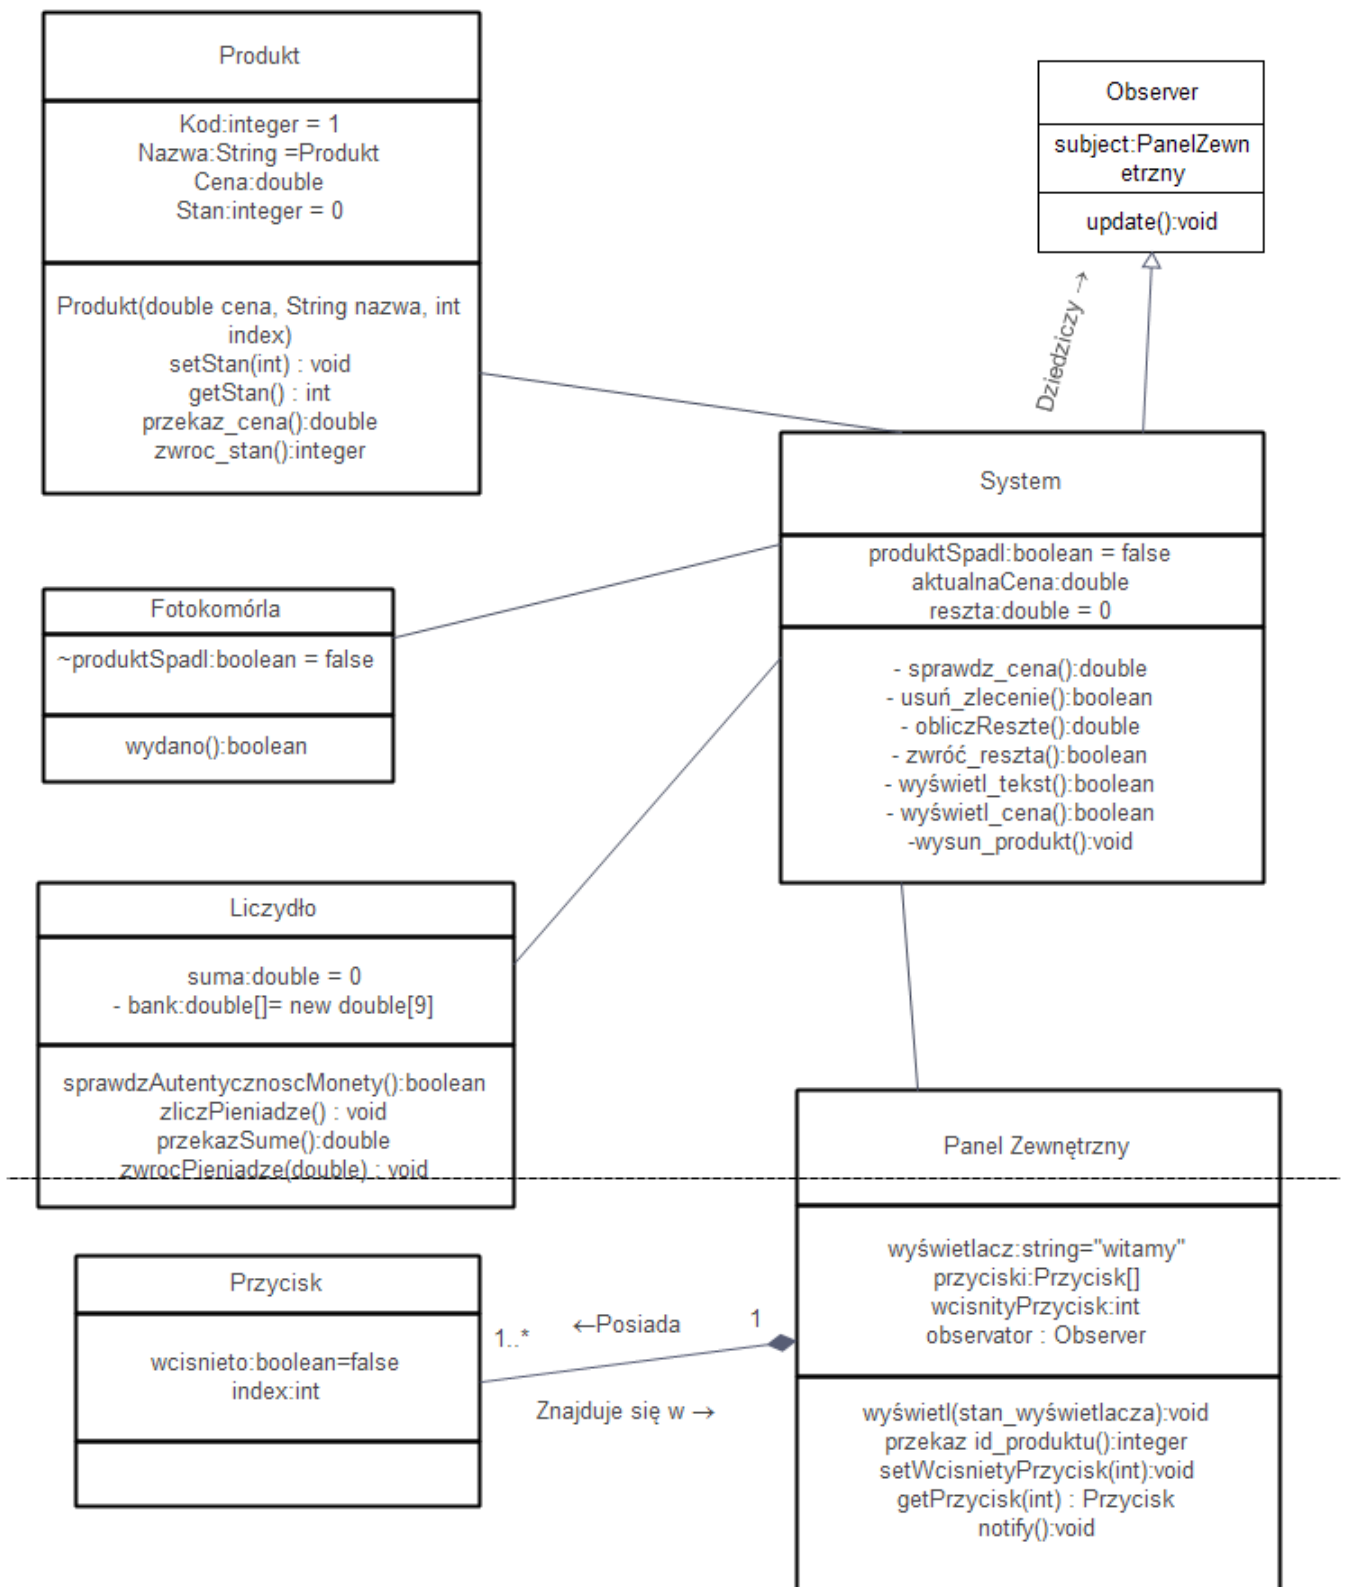 Produkt
Kod:integer = 1
Nazwa:String =Produkt
Cena:double
Stan:integer = 0
Produkt(double cena, String nazwa, int
index)
setStan(int) : void
getStan() : int
przekaz_cena():double
zwroc_stan():integer
Observer
subject:PanelZewn
etrzny
update():void
Dziedziczy →
System
produktSpadl:boolean = false
aktualnaCena:double
reszta:double = 0
- sprawdz_cena():double
- usuń_zlecenie():boolean
- obliczReszte():double
- zwróć_reszta():boolean
- wyświetl_tekst():boolean
- wyświetl_cena():boolean
-wysun_produkt():void
Fotokomórla
~produktSpadl:boolean = false
wydano():boolean
Liczydło
suma:double = 0
- bank:double[]= new double[9]
sprawdzAutentycznoscMonety():boolean
zliczPieniadze() : void
przekazSume():double
zwrocPieniadze(double) : void
Panel Zewnętrzny
wyświetlacz:string="witamy"
przyciski:Przycisk[]
wcisnityPrzycisk:int
observator : Observer
wyświetl(stan_wyświetlacza):void
przekaz id_produktu():integer
setWcisnietyPrzycisk(int):void
getPrzycisk(int) : Przycisk
notify():void
Przycisk
wcisnieto:boolean=false
index:int
1..*
←Posiada
1
Znajduje się w →